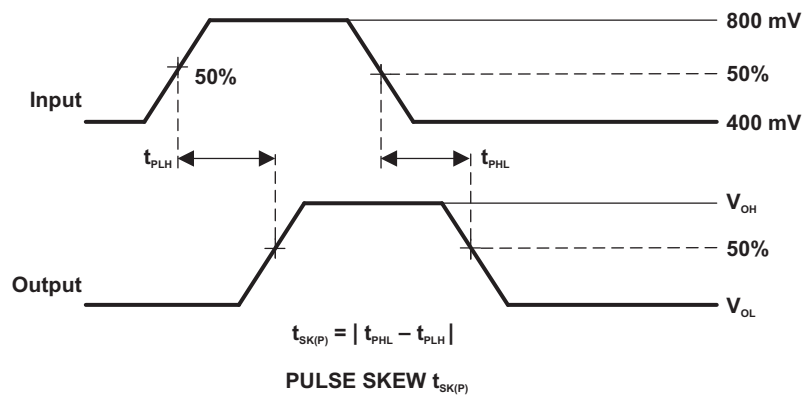 800 mV
50%
50%
Input
400 mV
tPLH
tPHL
VOH
50%
Output
VOL
tSK(P) = | tPHL – tPLH |
PULSE SKEW tSK(P)